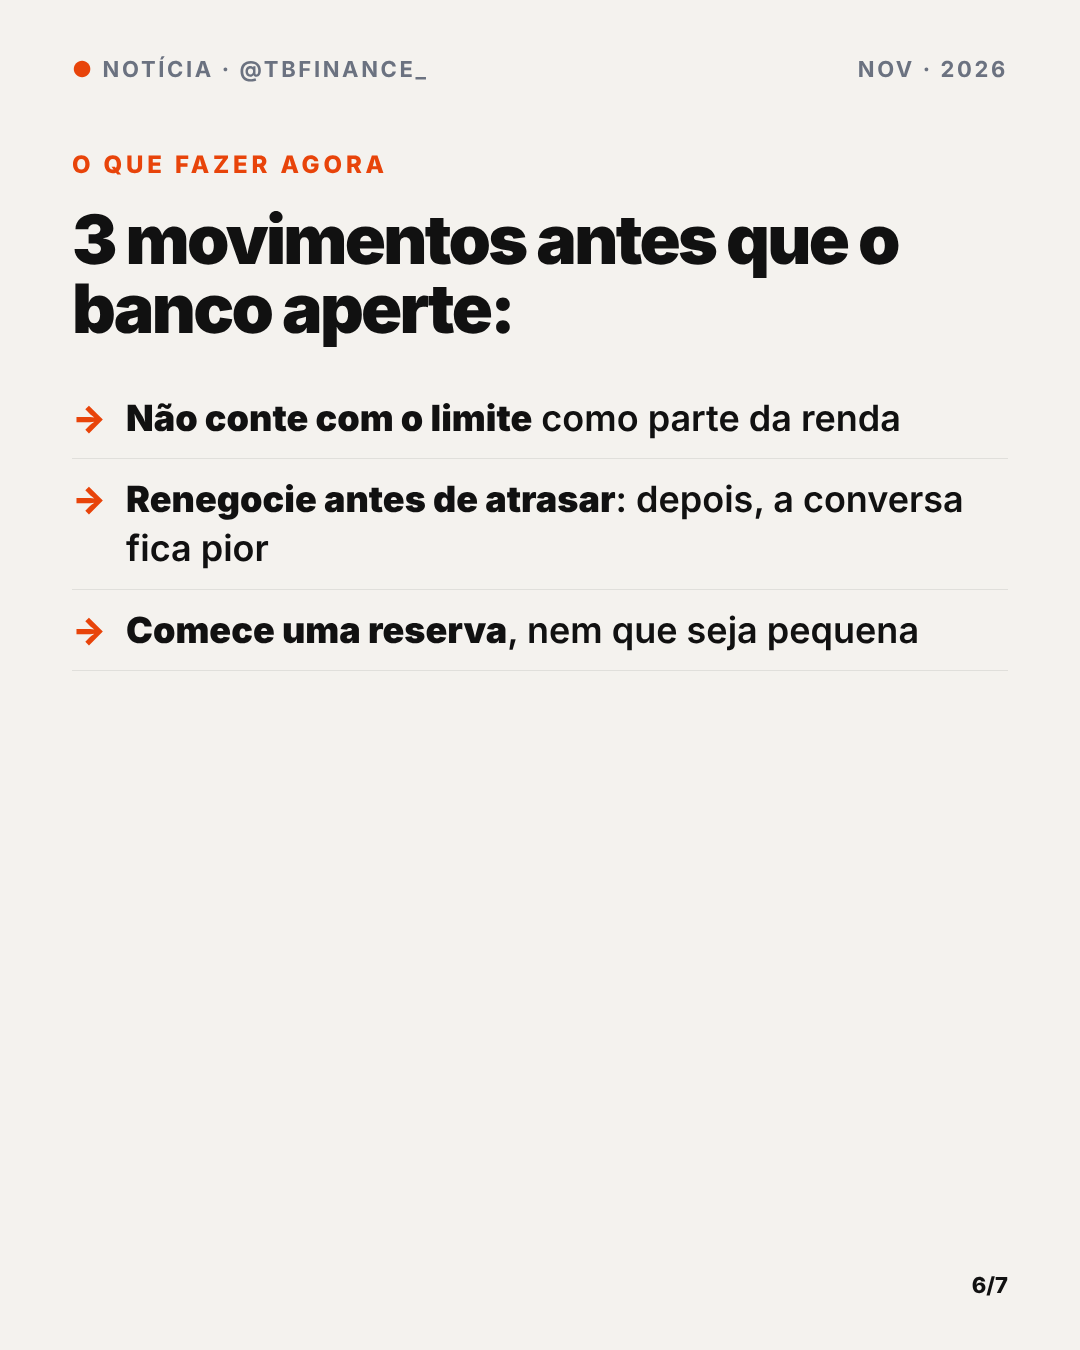 NOTÍCIA · @TBFINANCE_
NOV · 2026
O QUE FAZER AGORA
3 movimentos antes que o
banco aperte:
→ Não conte com o limite como parte da renda
→ Renegocie antes de atrasar: depois, a conversa
fica pior
→ Comece uma reserva, nem que seja pequena
6/7